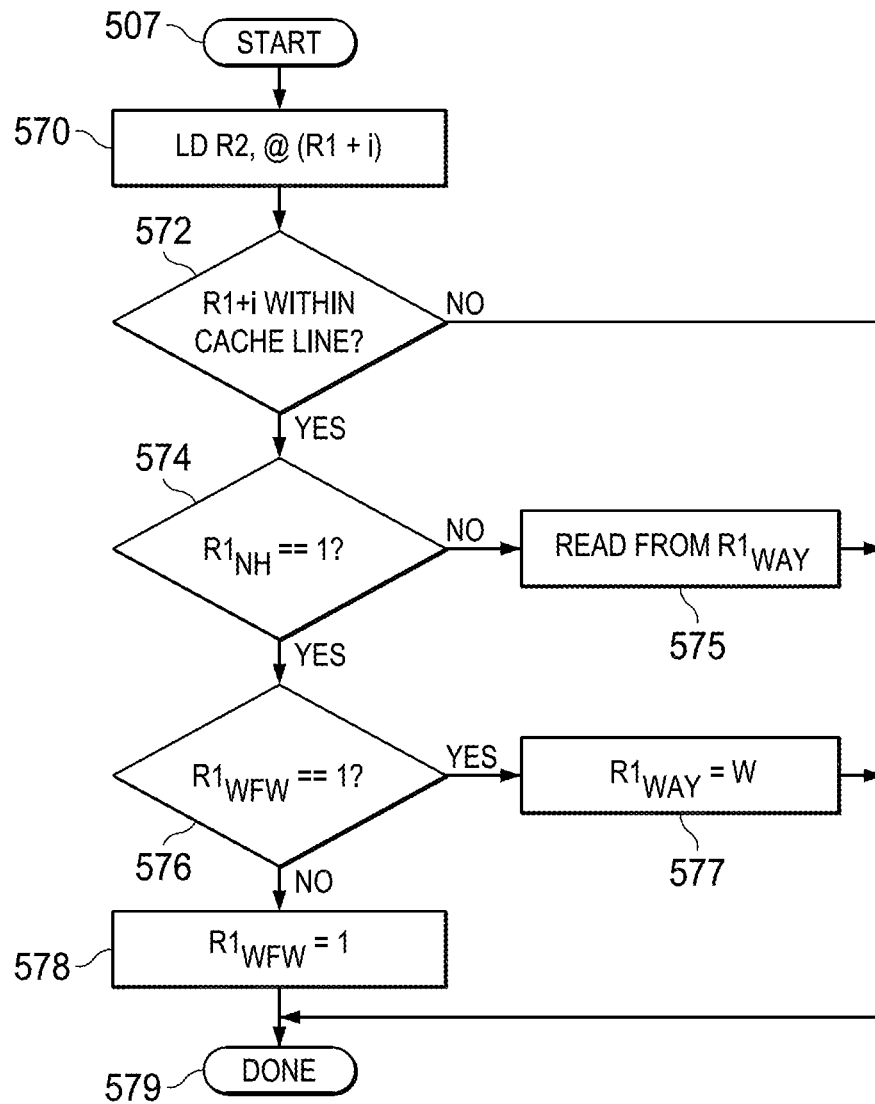 507
START
570
LD R2, @ (R1 + i)
572
R1+i WITHIN
CACHE LINE?
NO
YES
574
R1NH == 1?
NO
READ FROM R1WAY
575
YES
R1WFW == 1?
YES
R1WAY = W
576
577
NO
R1WFW = 1
578
DONE
579